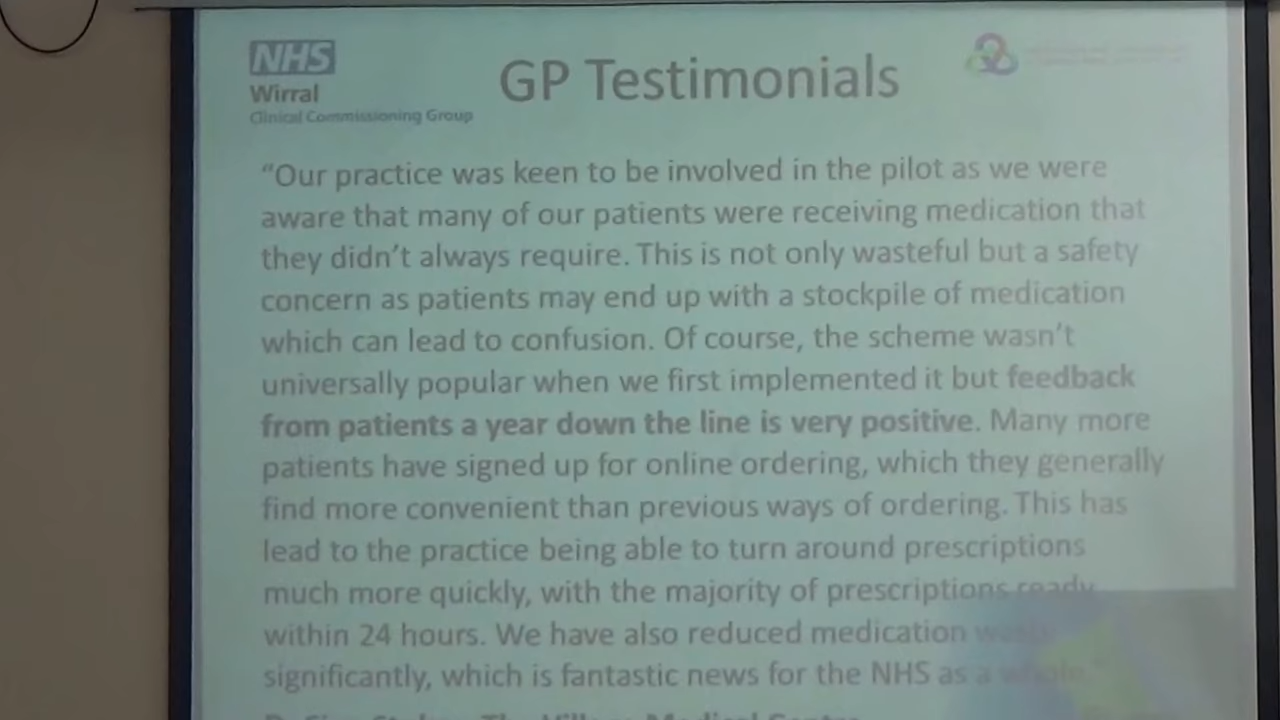 NHS
Wirral
Clinical Commissioning Group
GP Testimonials
“Our practice was keen to be involved in the pilot as we were
aware that many of our patients were receiving medication that
they didn’t always require. This is not only wasteful but a safety
concern as patients may end up with a stockpile of medication
which can lead to confusion. Of course, the scheme wasn’t
universally popular when we first implemented it but feedback
from patients a year down the line is very positive. Many more
patients have signed up for online ordering, which they generally
find more convenient than previous ways of ordering. This has
lead to the practice being able to turn around prescriptions
much more quickly, with the majority of prescriptions ready
within 24 hours. We have also reduced medication
significantly, which is fantastic news for the NHS as a whole.”